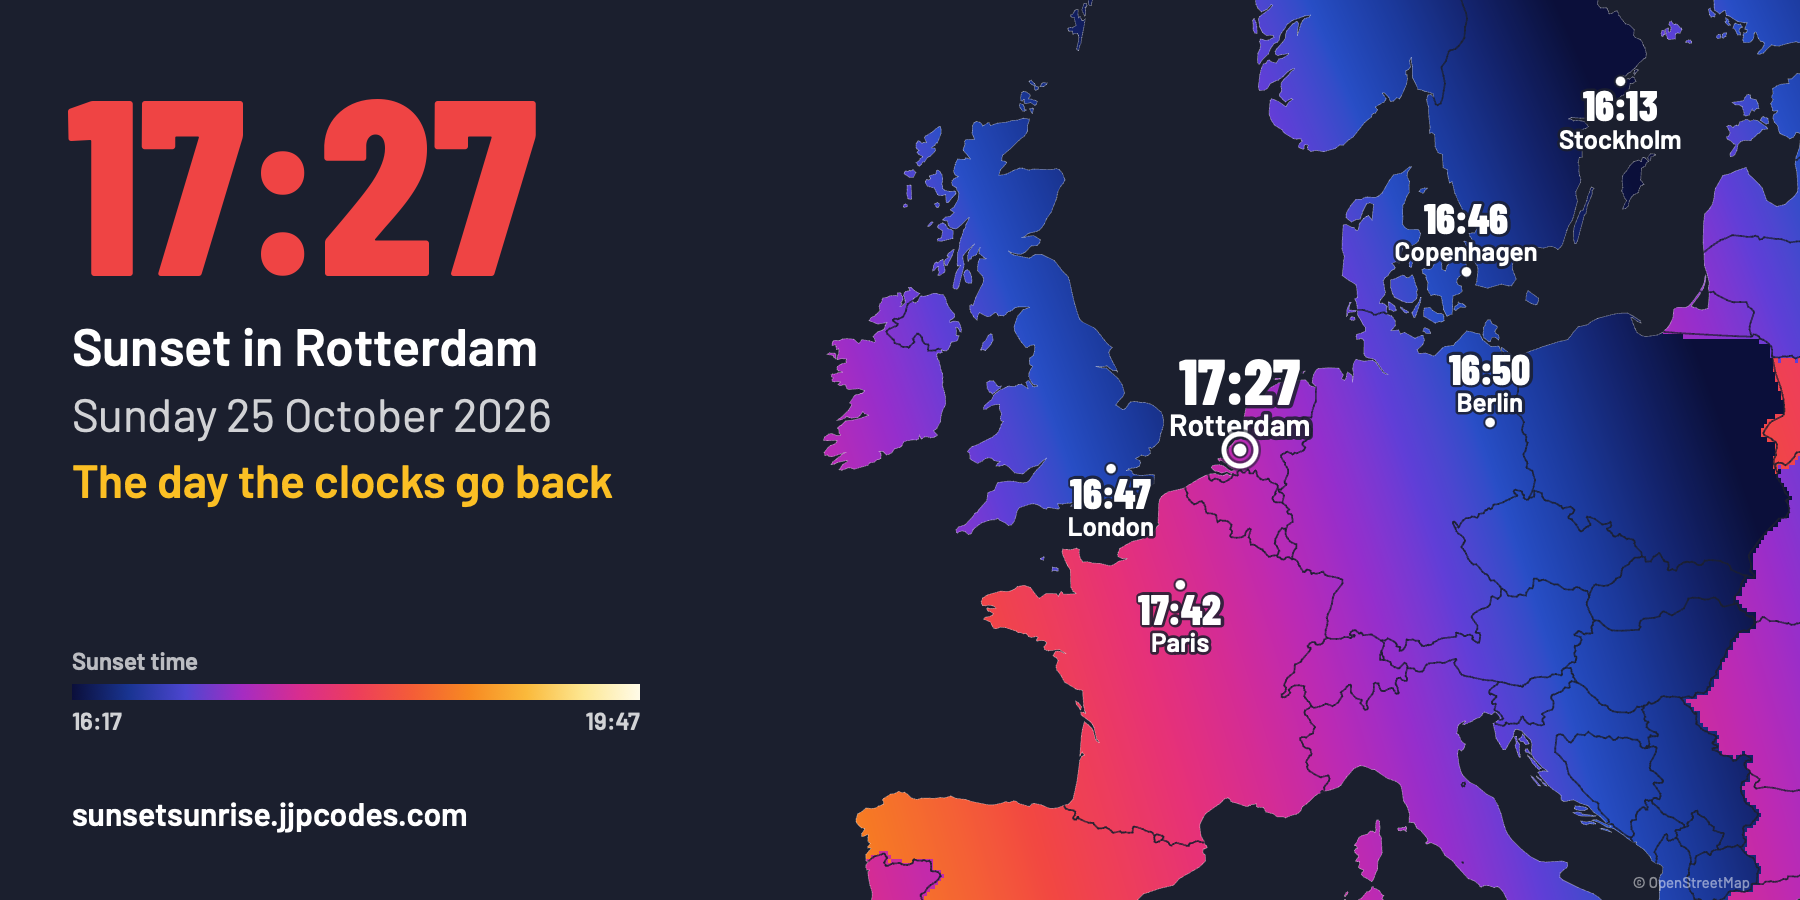 17:27
Sunset in Rotterdam
Sunday 25 October 2026
The day the clocks go back
Sunset time
16:17
19:47
sunsetsunrise.jjpcodes.com
16:13
Stockholm
16:46
Copenhagen
17:27
Rotterdam
16:50
Berlin
16:47
London
17:42
Paris
© OpenStreetMap